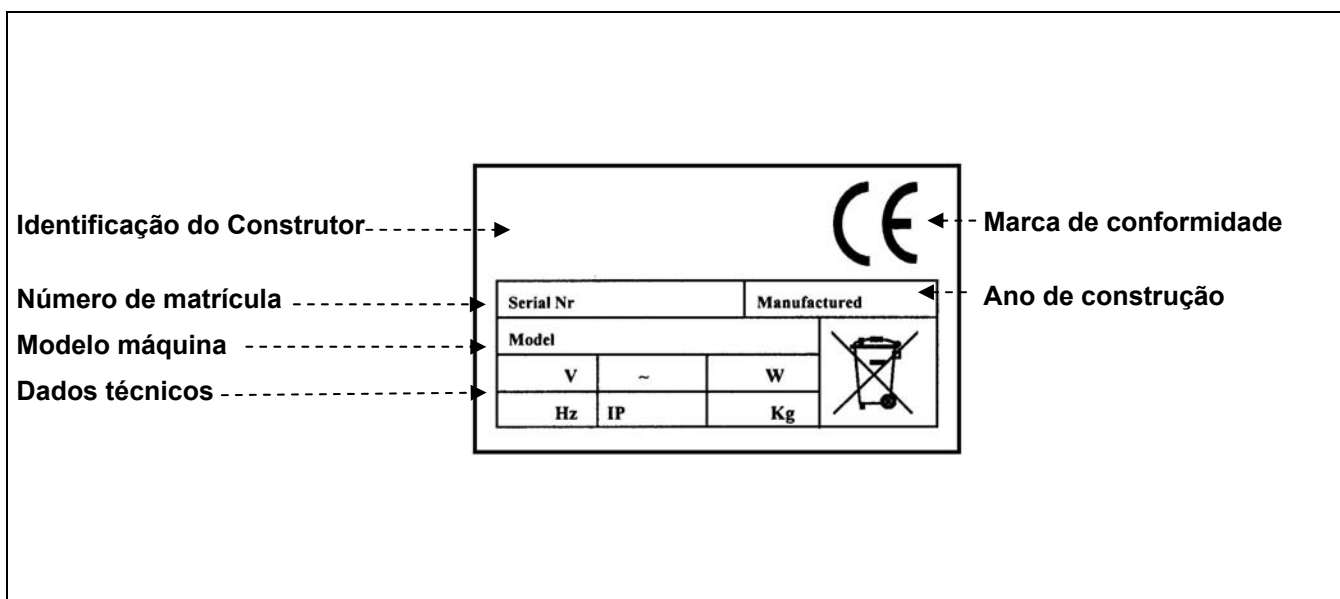 Identificação do Construtor
CE
Marca de conformidade
Número de matrícula
Serial Nr
Manufactured
Ano de construção
Modelo máquina
Model
Dados técnicos
V
~
W
Hz
IP
Kg